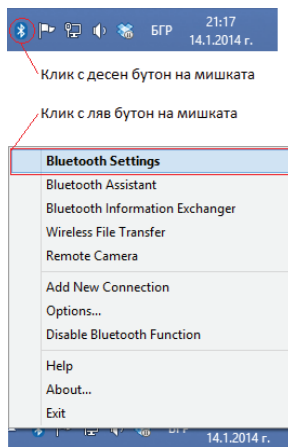 21:17
БГР
14.1.2014 г.
Клик с десен бутон на мишката
Клик с ляв бутон на мишката
Bluetooth Settings
Bluetooth Assistant
Bluetooth Information Exchanger
Wireless File Transfer
Remote Camera
Add New Connection
Options...
Disable Bluetooth Function
Help
About...
Exit
14.1.2014 г.